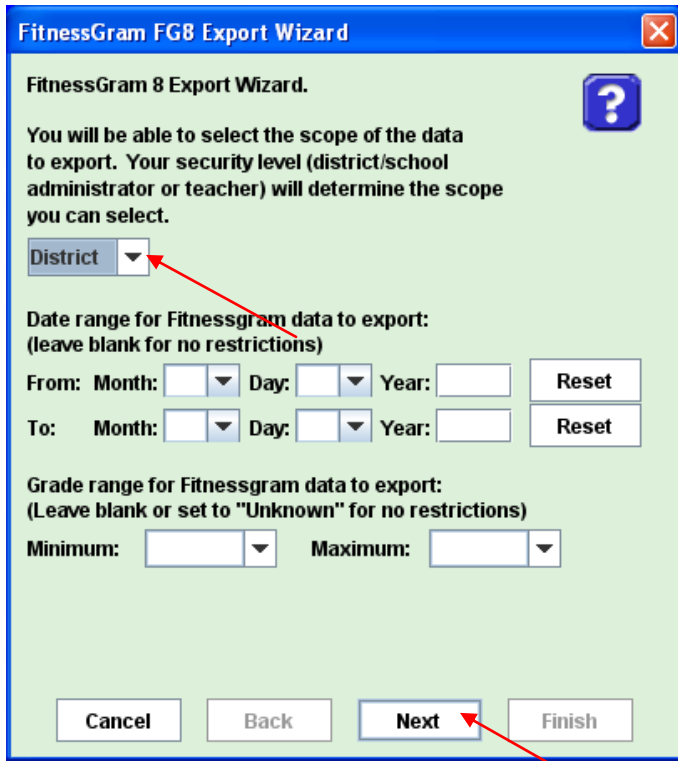 FitnessGram FG8 Export Wizard
FitnessGram 8 Export Wizard.
You will be able to select the scope of the data
to export. Your security level (district/school
administrator or teacher) will determine the scope
you can select.
District
Date range for Fitnessgram data to export:
(leave blank for no restrictions)
From: Month: Day: Year: Reset
To: Month: Day: Year: Reset
Grade range for Fitnessgram data to export:
(Leave blank or set to "Unknown" for no restrictions)
Minimum: Maximum:
Cancel Back Next Finish